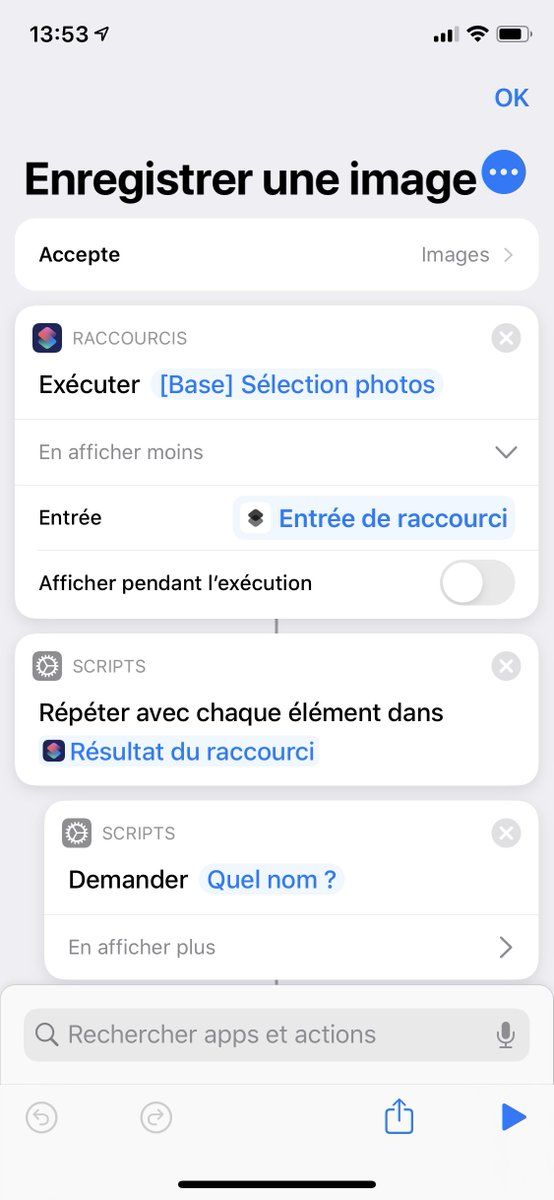 13:53
OK
Enregistrer une image
Accepte
Images
RACCOURCIS
Exécuter [Base] Sélection photos
En afficher moins
Entrée
Entrée de raccourci
Afficher pendant l’exécution
SCRIPTS
Répéter avec chaque élément dans
Résultat du raccourci
SCRIPTS
Demander Quel nom ?
En afficher plus
Rechercher apps et actions